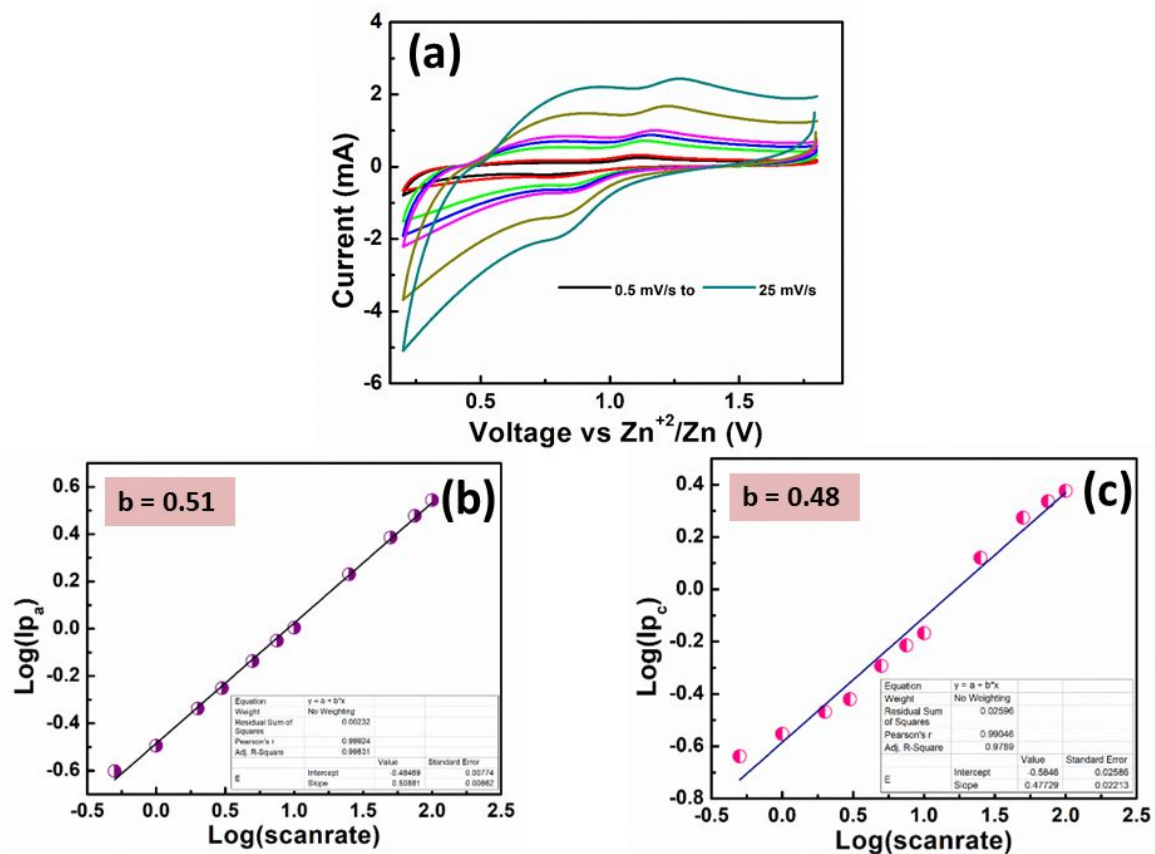 (a)
4
2
0
-2
-4
-6
Current (mA)
0.5 mV/s to
25 mV/s
0.5 1.0 1.5
Voltage vs Zn+2/Zn (V)
b = 0.51
(b)
0.6
0.4
0.2
0.0
-0.2
-0.4
-0.6
Log(Ipa)
Equation y = a + b*x
Weight No Weighting
Residual Sum of 0.00232
Squares
Pearson's r 0.99924
Adj. R-Square 0.99831
Value Standard Error
E Intercept -0.48469 0.00774
Slope 0.50881 0.00662
-0.5 0.0 0.5 1.0 1.5 2.0 2.5
Log(scanrate)
b = 0.48
(c)
0.4
0.2
0.0
-0.2
-0.4
-0.6
-0.8
Log(Ipc)
Equation y = a + b*x
Weight No Weighting
Residual Sum 0.02596
of Squares
Pearson's r 0.99046
Adj. R-Square 0.9789
Value Standard Error
E Intercept -0.5846 0.02586
Slope 0.47729 0.02213
-0.5 0.0 0.5 1.0 1.5 2.0 2.5
Log(scanrate)